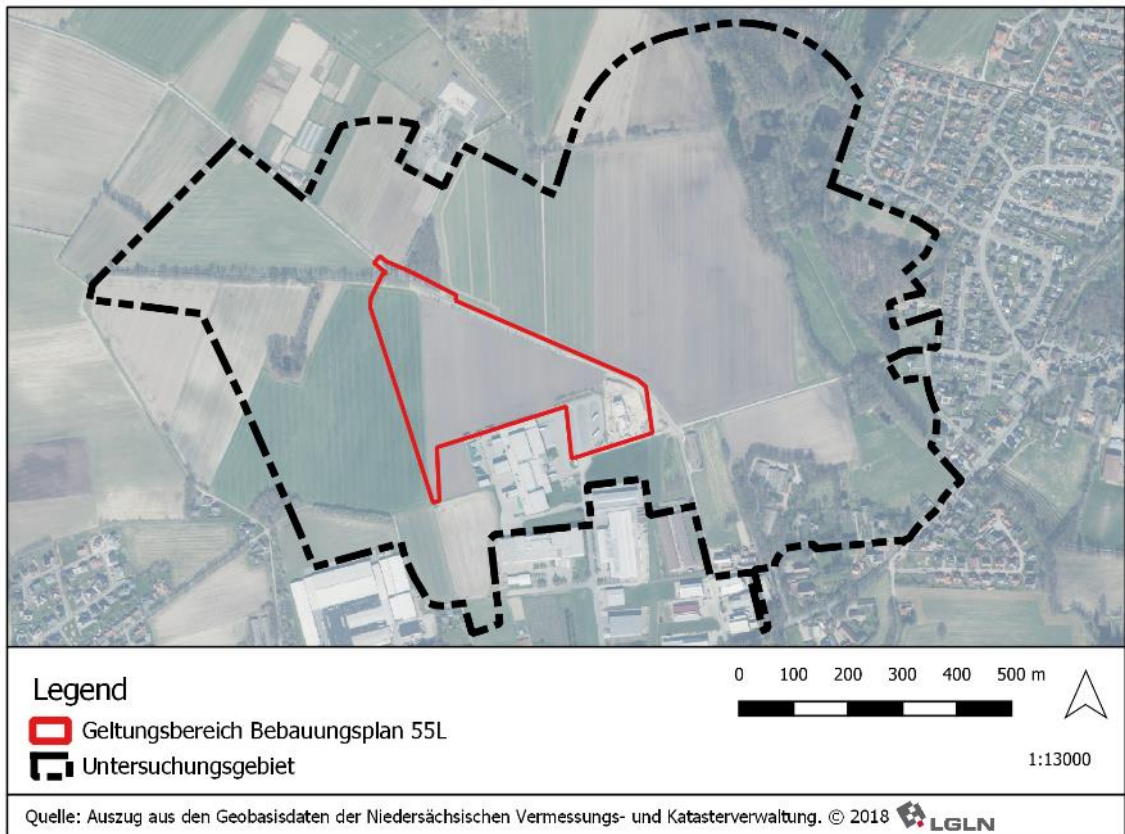 Legend
Geltungsbereich Bebauungsplan 55L
Untersuchungsgebiet
0 100 200 300 400 500 m
1:13000
Quelle: Auszug aus den Geobasisdaten der Niedersächsischen Vermessungs- und Katasterverwaltung. © 2018 LGLN